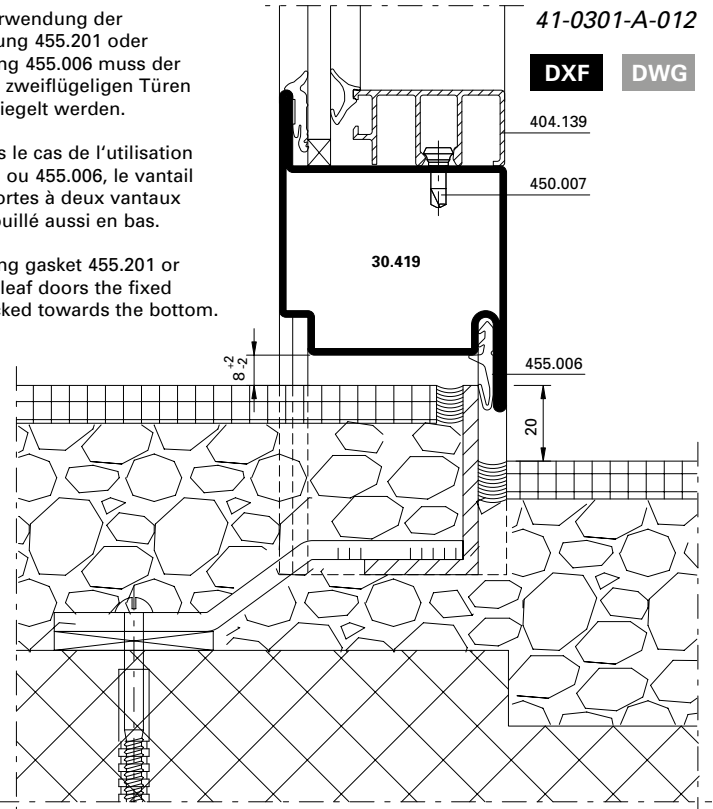 rwendung der
ung 455.201 oder
ng 455.006 muss der
zweiflügeligen Türen
iegelt werden.
s le cas de l‘utilisation
ou 455.006, le vantail
ortes à deux vantaux
ouillé aussi en bas.
ng gasket 455.201 or
leaf doors the fixed
cked towards the bottom.
41-0301-A-012
DXF DWG
404.139
450.007
30.419
455.006
8 +2 -2
20